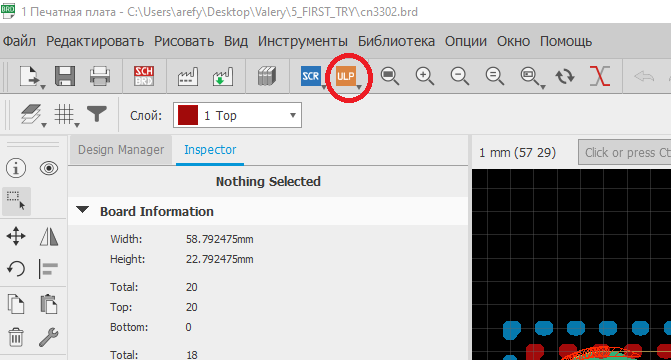 1 Печатная плата - C:\Users\arefy\Desktop\Valery\5_FIRST_TRY\cn3302.brd
Файл Редактировать Рисовать Вид Инструменты Библиотека Опции Окно Помощь
SCH BRD SCR ULP
Слой: 1 Top
Design Manager Inspector 1 mm (57 29) Click or press Ct
Nothing Selected
Board Information
Width: 58.792475mm
Height: 22.792475mm
Total: 20
Top: 20
Bottom: 0
Total: 18